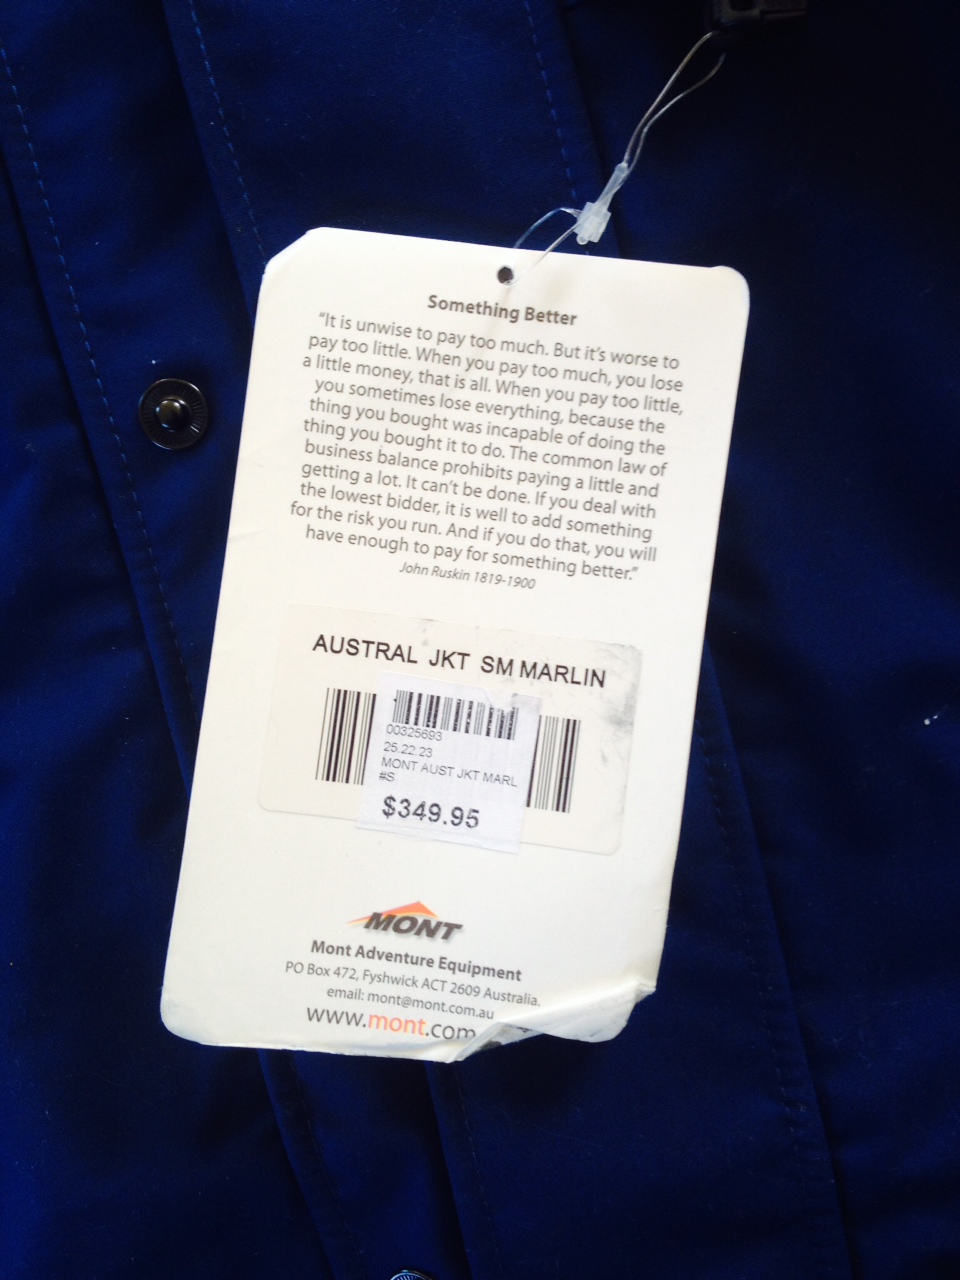 Something Better
“It is unwise to pay too much. But it’s worse to
pay too little. When you pay too much, you lose
a little money, that is all. When you pay too little,
you sometimes lose everything, because the
thing you bought was incapable of doing the
thing you bought it to do. The common law of
business balance prohibits paying a little and
getting a lot. It can’t be done. If you deal with
the lowest bidder, it is well to add something
for the risk you run. And if you do that, you will
have enough to pay for something better.”
John Ruskin 1819-1900
AUSTRAL JKT SM MARLIN
00325693
25.22.23
MONT AUST JKT MARL
#S
$349.95
MONT
Mont Adventure Equipment
PO Box 472, Fyshwick ACT 2609 Australia.
email: mont@mont.com.au
www.mont.com